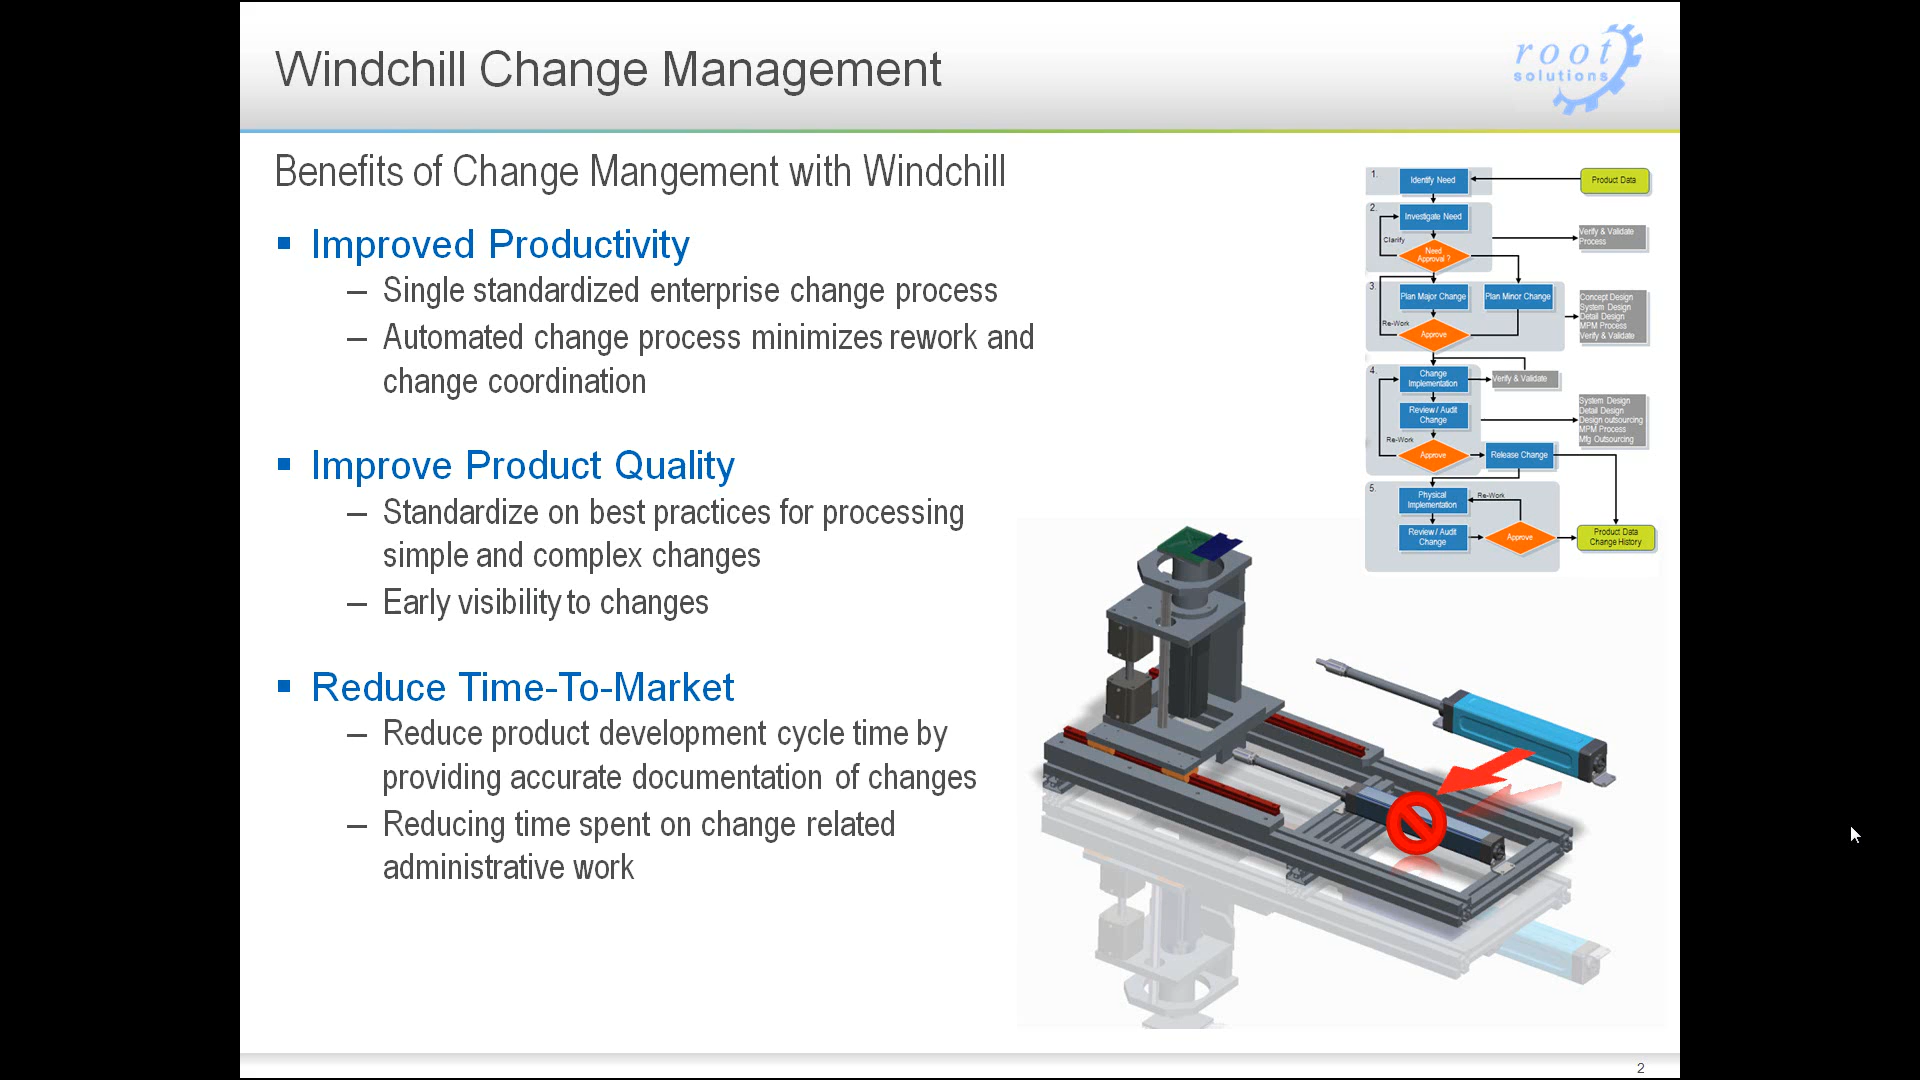 Windchill Change Management
root
solutions
Benefits of Change Mangement with Windchill
Improved Productivity
– Single standardized enterprise change process
– Automated change process minimizes rework and
change coordination
Improve Product Quality
– Standardize on best practices for processing
simple and complex changes
– Early visibility to changes
Reduce Time-To-Market
– Reduce product development cycle time by
providing accurate documentation of changes
– Reducing time spent on change related
administrative work
1.
Identify Need
Product Data
2.
Investigate Need
Clarify
Need
Approval ?
Verify & Validate
Process
3.
Plan Major Change
Plan Minor Change
Re-Work
Approve
Concept Design
System Design
Detail Design
MPM Process
Verify & Validate
4.
Change
Implementation
Verify & Validate
Review / Audit
Change
System Design
Detail Design
Design outsourcing
MPM Process
Mfg Outsourcing
Re-Work
Approve
Release Change
5.
Physical
Implementation
Re-Work
Review / Audit
Change
Approve
Product Data
Change History
2